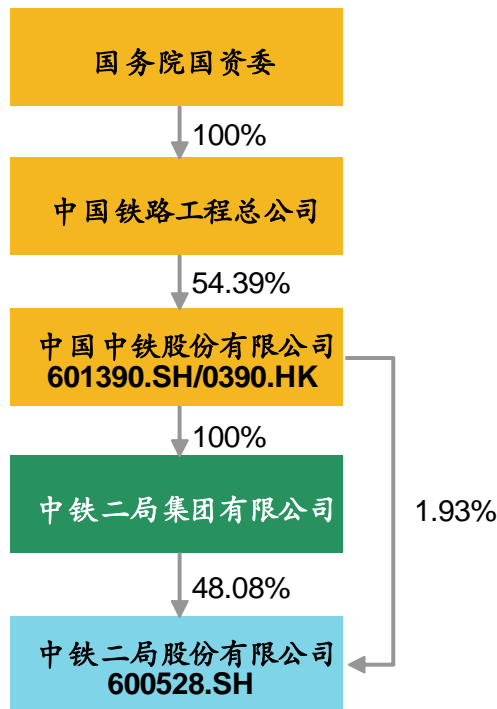 国务院国资委
100%
中国铁路工程总公司
54.39%
中国中铁股份有限公司
601390.SH/0390.HK
100%
中铁二局集团有限公司
1.93%
48.08%
中铁二局股份有限公司
600528.SH